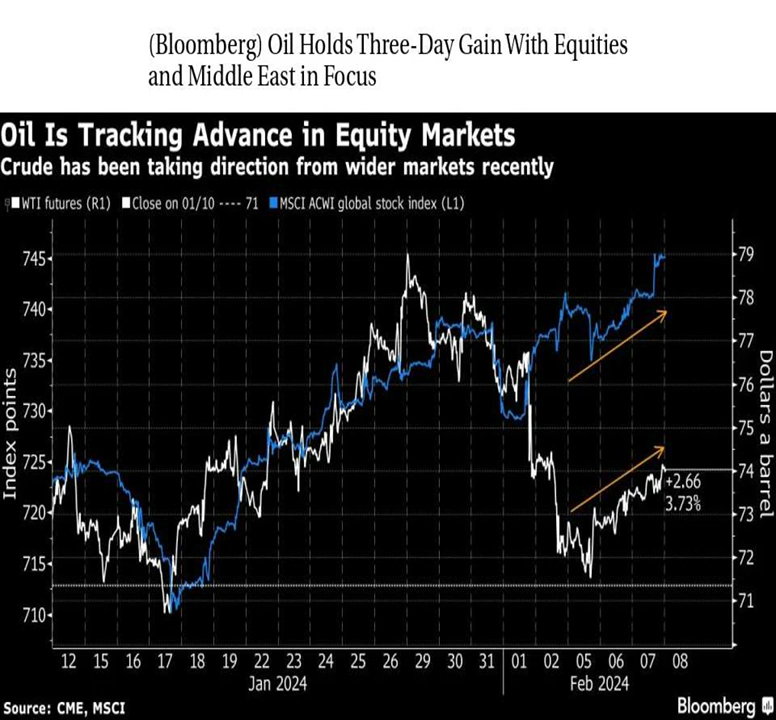 (Bloomberg) Oil Holds Three-Day Gain With Equities
and Middle East in Focus
Oil Is Tracking Advance in Equity Markets
Crude has been taking direction from wider markets recently
WTI futures (R1) Close on 01/10 ---- 71 MSCI ACWI global stock index (L1)
745
740
735
730
725
720
715
710
Index points
79
78
77
76
75
74
73
72
71
Dollars a barrel
+2.66
3.73%
12 15 16 17 18 19 22 23 24 25 26 29 30 31 01 02 05 06 07 08
Jan 2024 Feb 2024
Source: CME, MSCI
Bloomberg